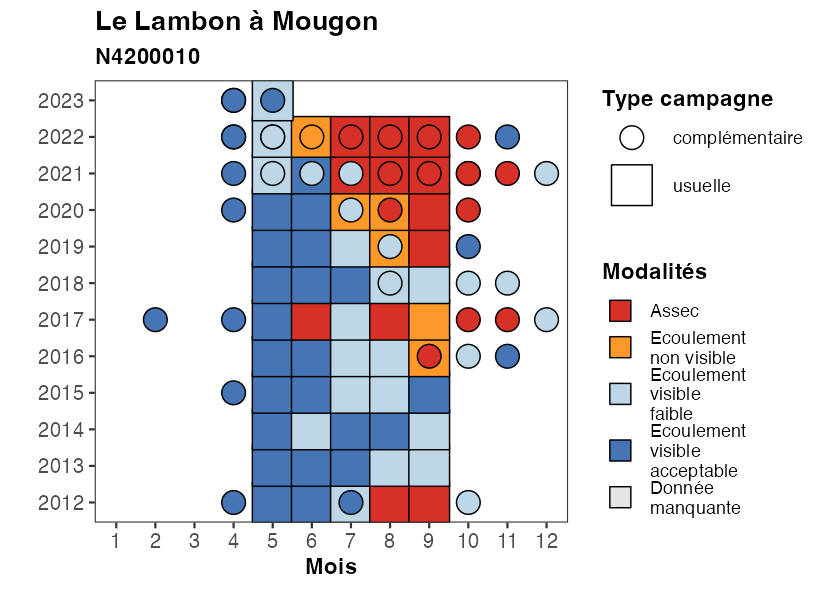 Le Lambon à Mougon
N4200010
2023
2022
2021
2020
2019
2018
2017
2016
2015
2014
2013
2012
1 2 3 4 5 6 7 8 9 10 11 12
Mois
Type campagne
complémentaire
usuelle
Modalités
Assec
Ecoulement
non visible
Ecoulement
visible
faible
Ecoulement
visible
acceptable
Donnée
manquante